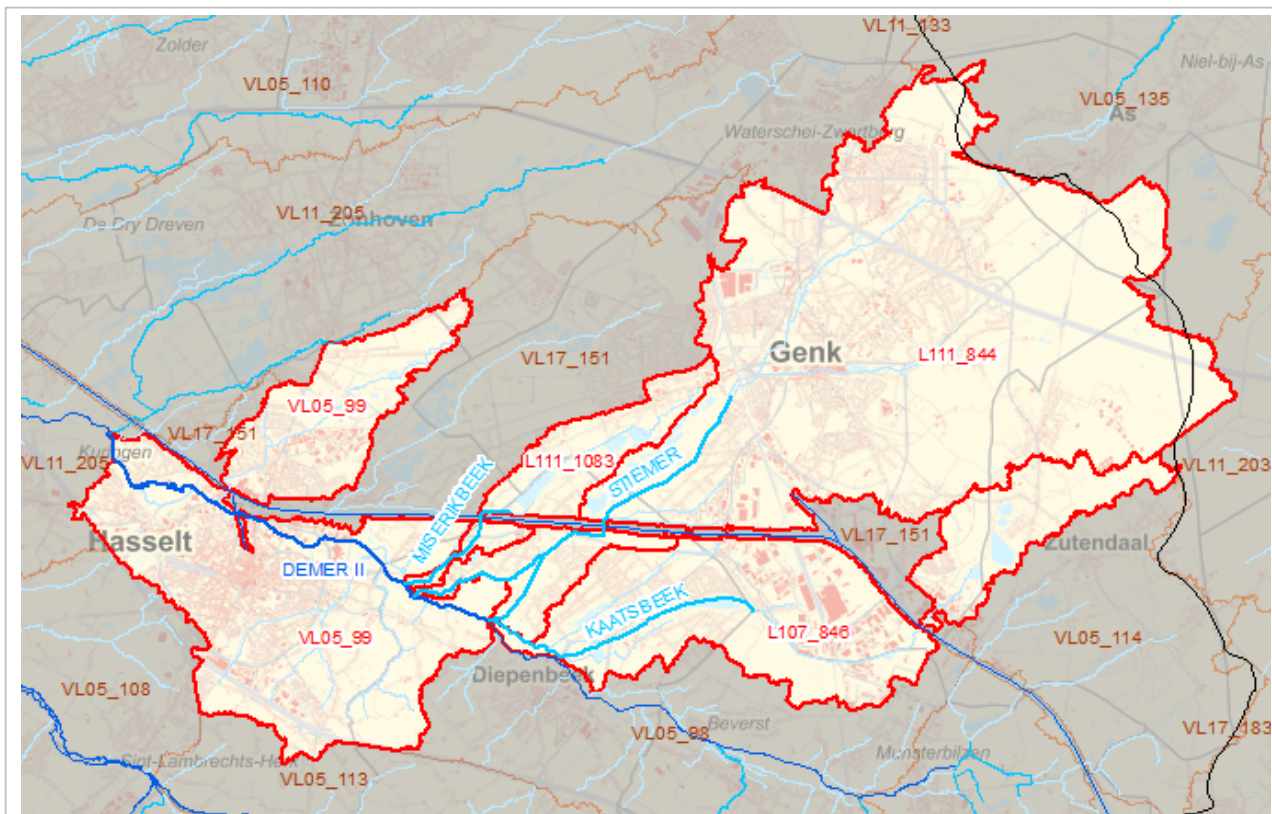 Zolder
VL11_133
Niel-bij-As
VL05_110
VL05_135
As
Waterschei-Zwartberg
De Dry Dreven
VL11_205
Zonhoven
VL17_151
Genk
L111_844
VL05_99
VL17_151
Kuringen
VL11_205
L111_1083
STIEMER
VL11_203
MISERIKBEEK
Hasselt
VL17_151
Zutendaal
DEMER II
KAATSBEEK
VL05_99
L107_846
VL05_114
Diepenbeek
VL05_108
Beverst
VL05_98
VL17_183
Munsterbilzen
Sint-Lambrechts-Herk
VL05_113